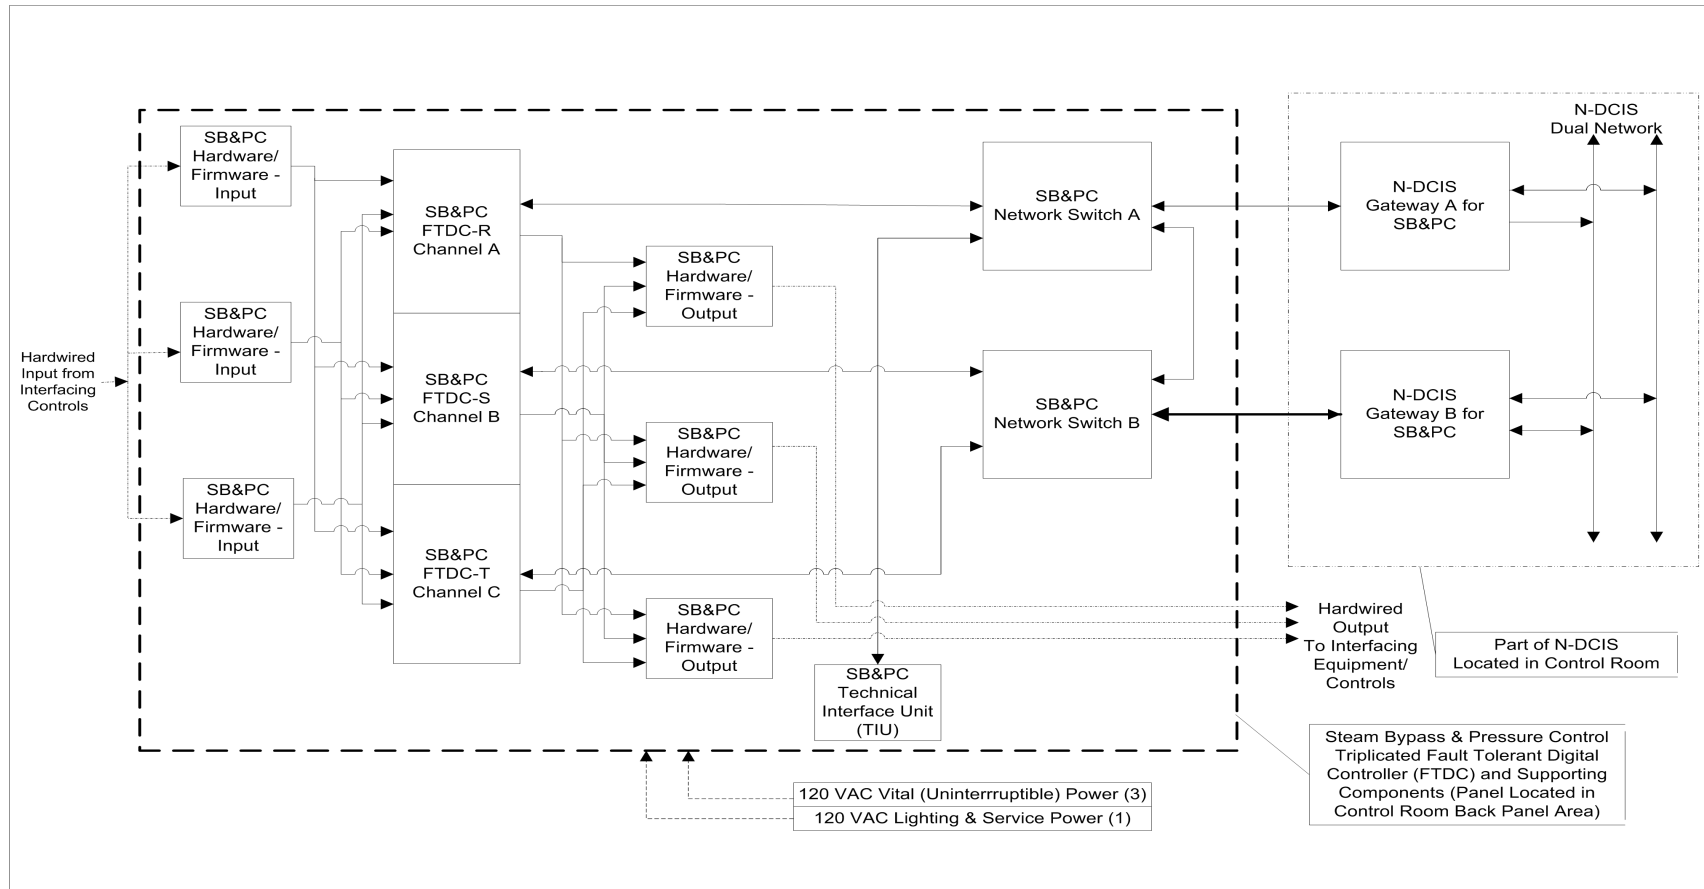 SB&PC
Hardware/
Firmware -
Input
SB&PC
Hardware/
Firmware -
Input
SB&PC
Hardware/
Firmware -
Input
Hardwired
Input from
Interfacing
Controls
SB&PC
FTDC-R
Channel A
SB&PC
FTDC-S
Channel B
SB&PC
FTDC-T
Channel C
SB&PC
Hardware/
Firmware -
Output
SB&PC
Hardware/
Firmware -
Output
SB&PC
Hardware/
Firmware -
Output
SB&PC
Network Switch A
SB&PC
Network Switch B
SB&PC
Technical
Interface Unit
(TIU)
N-DCIS
Dual Network
N-DCIS
Gateway A for
SB&PC
N-DCIS
Gateway B for
SB&PC
Hardwired
Output
To Interfacing
Equipment/
Controls
Part of N-DCIS
Located in Control Room
Steam Bypass & Pressure Control
Triplicated Fault Tolerant Digital
Controller (FTDC) and Supporting
Components (Panel Located in
Control Room Back Panel Area)
120 VAC Vital (Uninterrruptible) Power (3)
120 VAC Lighting & Service Power (1)